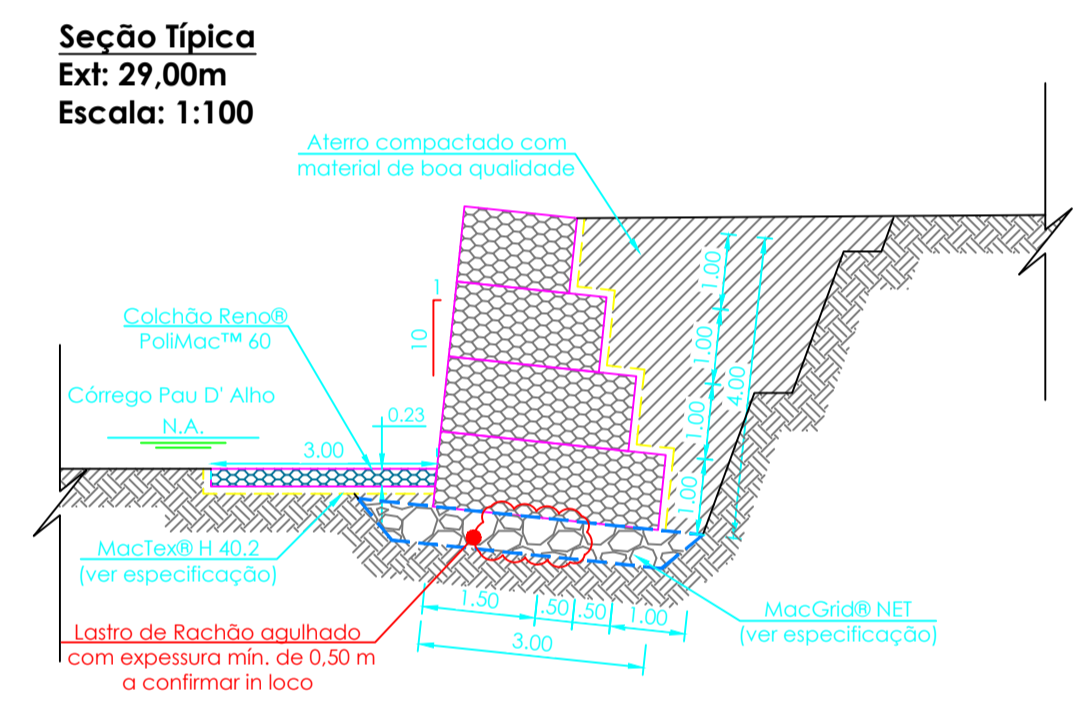 Seção Típica
Ext: 29,00m
Escala: 1:100
Aterro compactado com
material de boa qualidade
1
10
Colchão Reno®
PoliMac™ 60
Córrego Pau D' Alho
N.A.
0.23
3.00
1.00
1.00
1.00
1.00
4.00
MacTex® H 40.2
(ver especificação)
Lastro de Rachão agulhado
com expessura mín. de 0,50 m
a confirmar in loco
1.50
.50
.50
1.00
3.00
MacGrid® NET
(ver especificação)